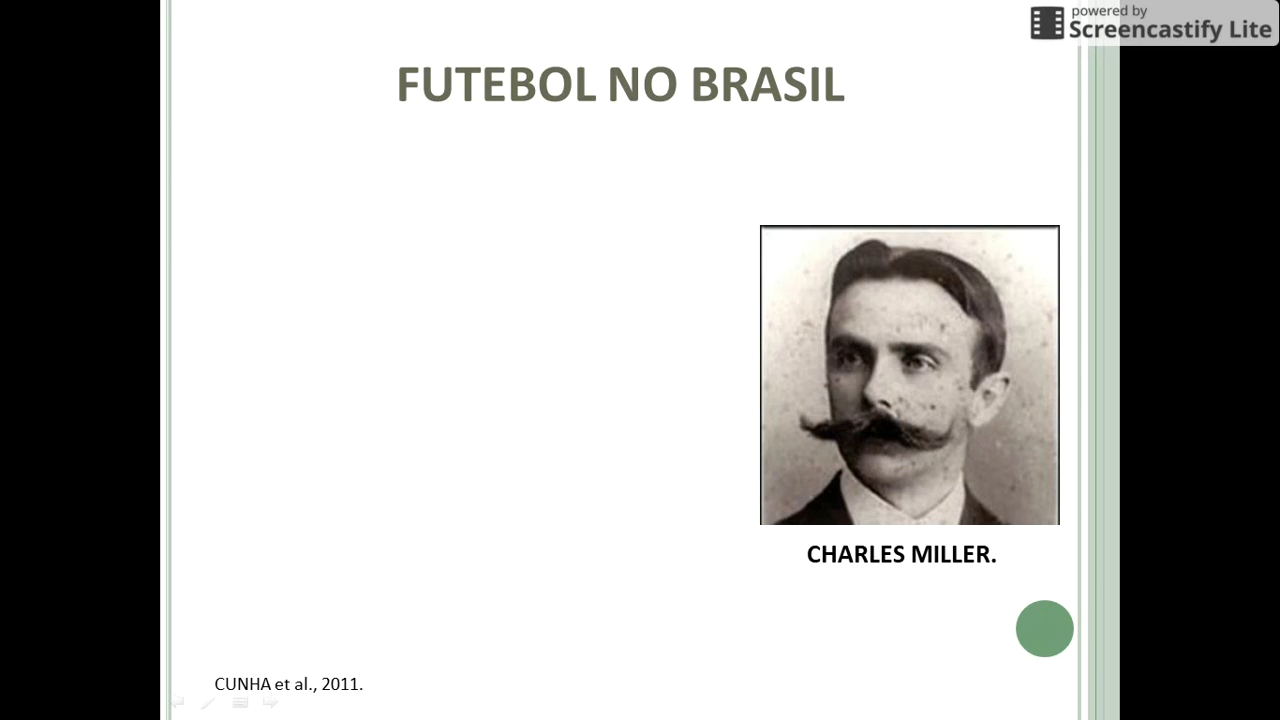 powered by
Screencastify Lite
FUTEBOL NO BRASIL
CHARLES MILLER.
CUNHA et al., 2011.